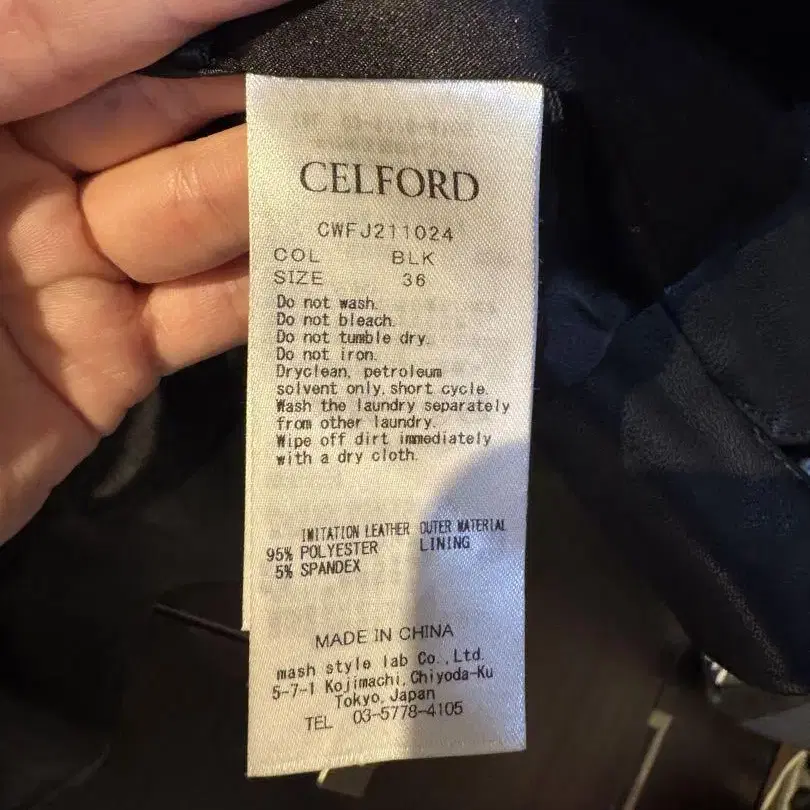 CELFORD
CWFJ211024
COL BLK
SIZE 36
Do not wash.
Do not bleach.
Do not tumble dry.
Do not iron.
Dryclean, petroleum
solvent only, short cycle.
Wash the laundry separately
from other laundry.
Wipe off dirt immediately
with a dry cloth.
IMITATION LEATHER OUTER MATERIAL
95% POLYESTER LINING
5% SPANDEX
MADE IN CHINA
mash style lab Co., Ltd.
5-7-1 Kojimachi, Chiyoda-Ku
Tokyo, Japan
TEL 03-5778-4105